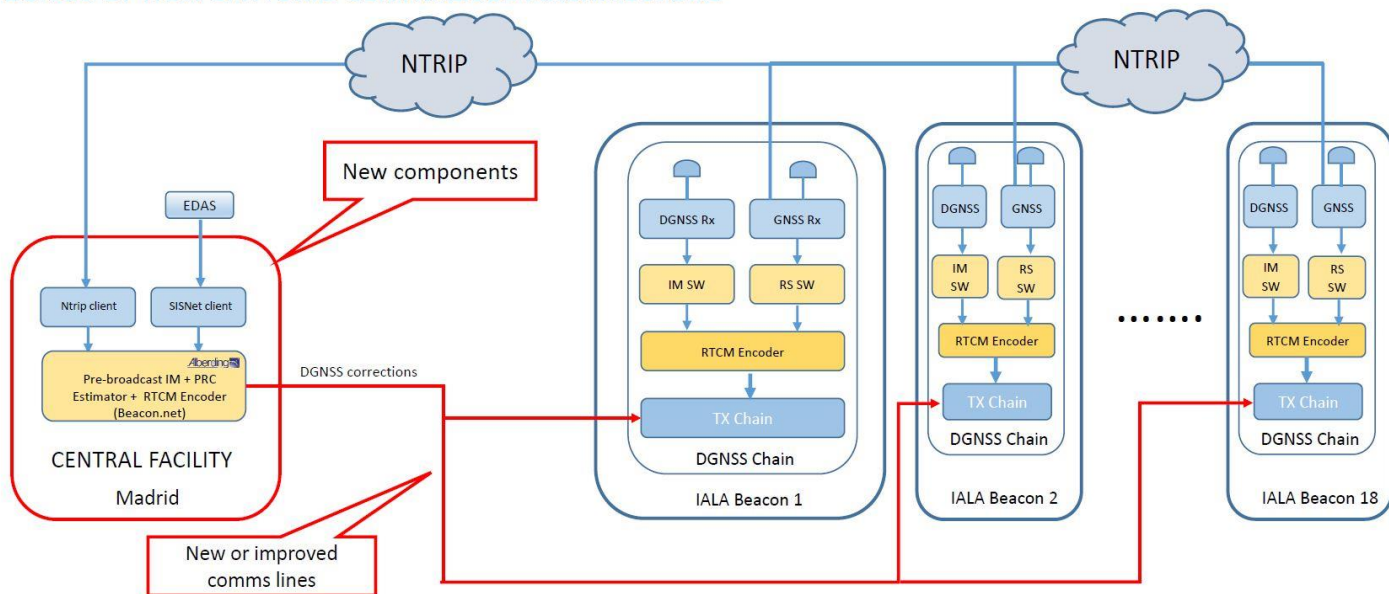 NTRIP
NTRIP
New components
EDAS
Ntrip client
SISNet client
Alberding
Pre-broadcast IM + PRC
Estimator + RTCM Encoder
(Beacon.net)
CENTRAL FACILITY
Madrid
DGNSS corrections
New or improved
comms lines
DGNSS Rx
GNSS Rx
IM SW
RS SW
RTCM Encoder
TX Chain
DGNSS Chain
IALA Beacon 1
DGNSS
GNSS
IM
SW
RS
SW
RTCM Encoder
TX Chain
DGNSS Chain
IALA Beacon 2
.......
DGNSS
GNSS
IM
SW
RS
SW
RTCM Encoder
TX Chain
DGNSS Chain
IALA Beacon 18